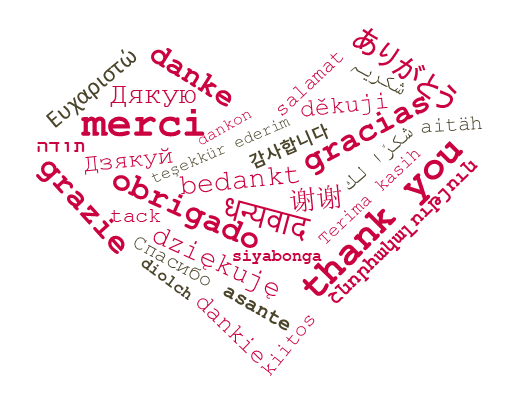 ありがとう
danke
Ευχαριστώ
شكريہ
salamat
Дякую
děkuji
gracias
merci
dankon
aitäh
teşekkür ederim
감사합니다
תודה
Дзякуй
شكرًا لك
bedankt
谢谢
Terima kasih
thank you
grazie
obrigado
धन्यवाद
tack
Շնորհակալություն
dziękuję
Спасибо
siyabonga
diolch
asante
dankie
kiitos